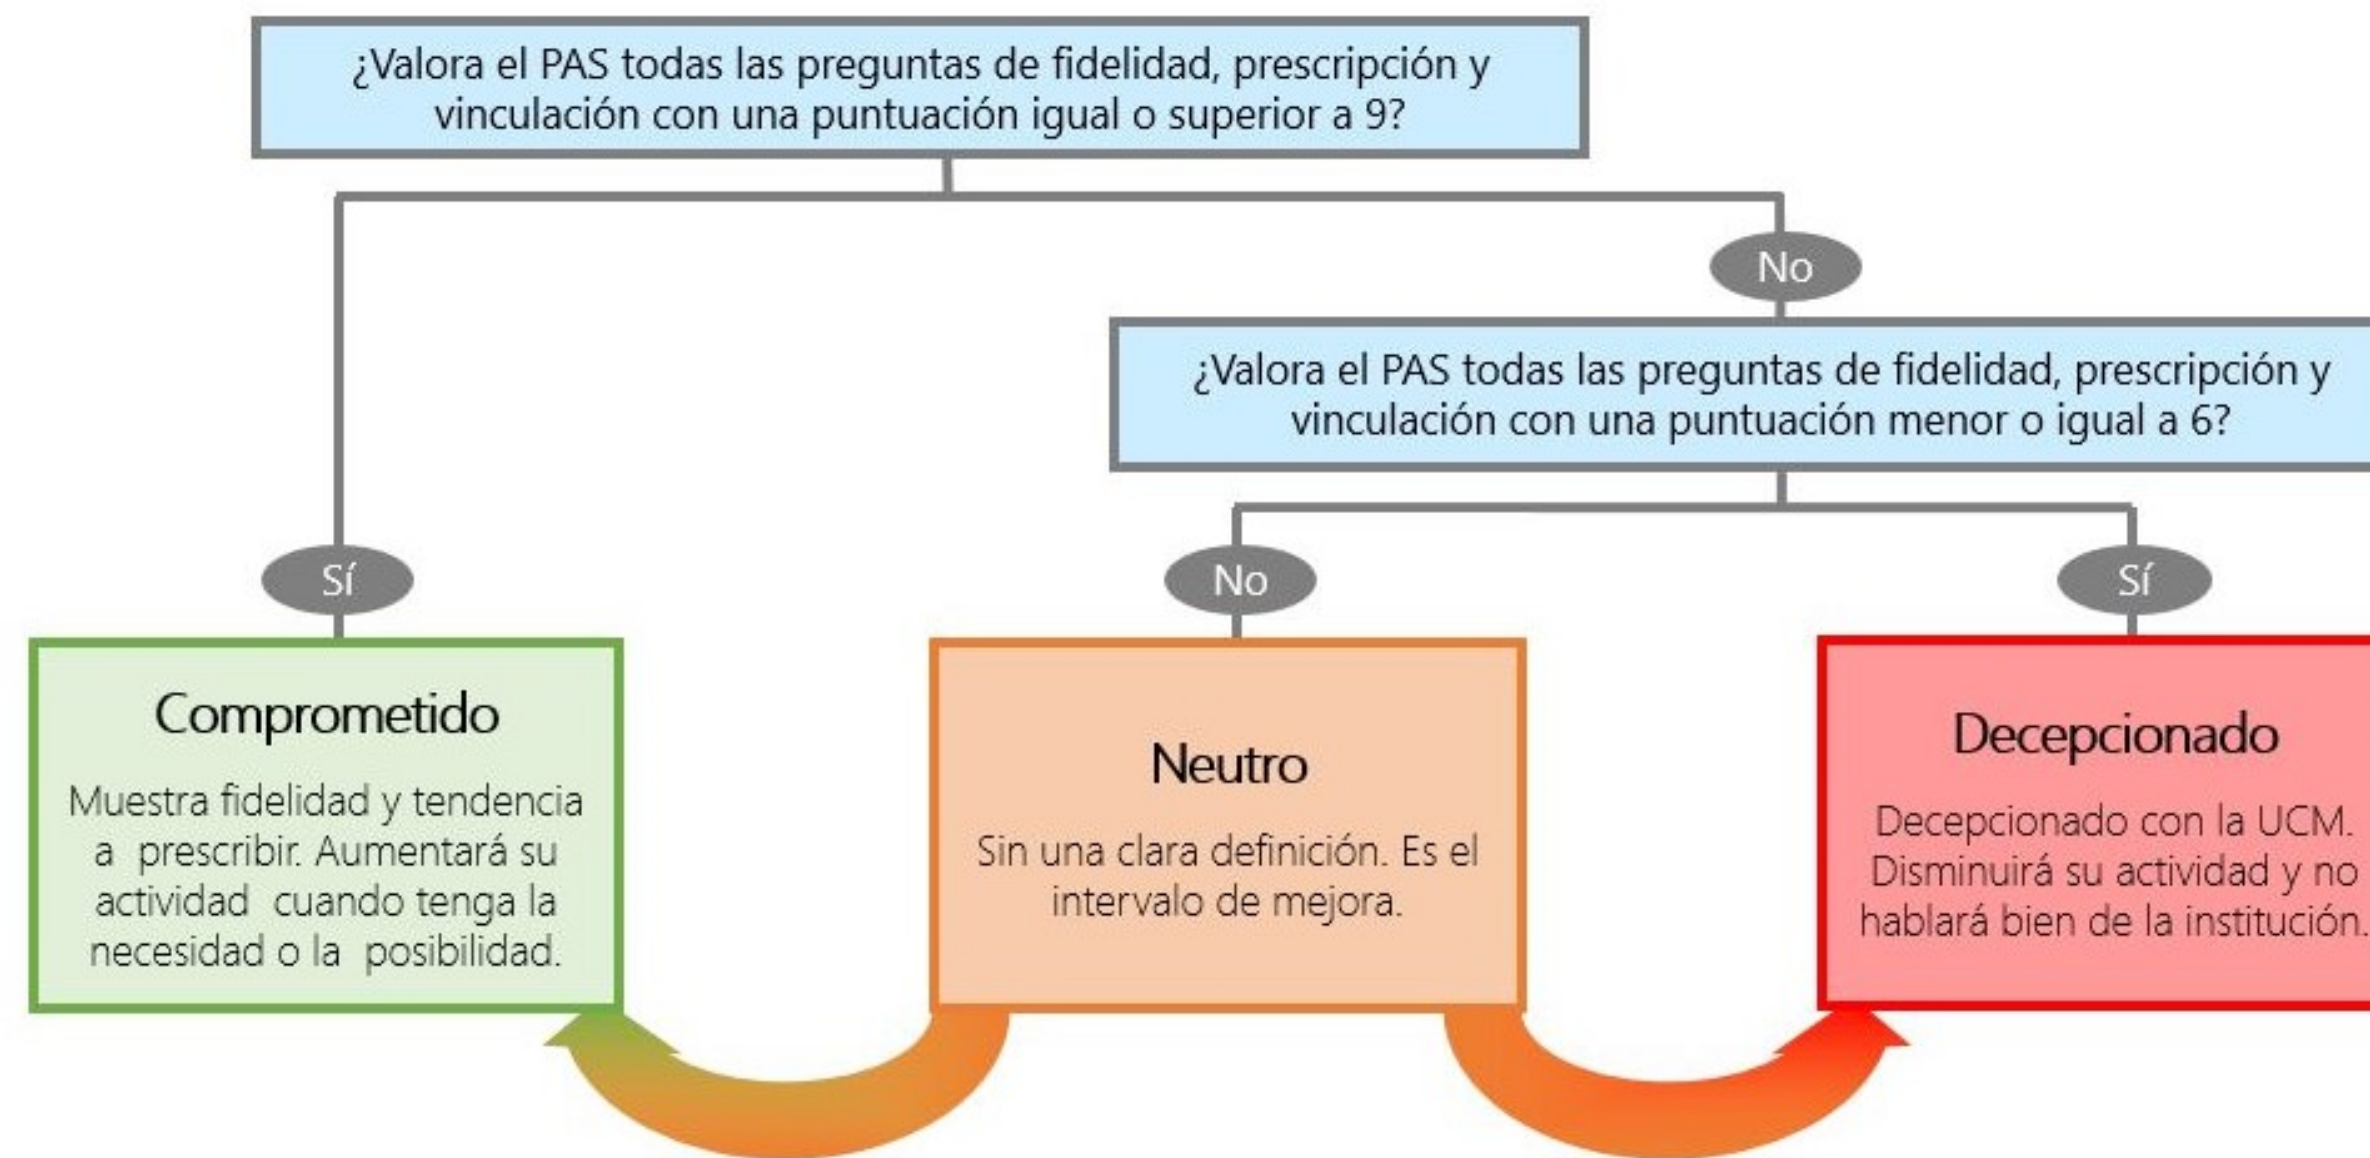 ¿Valora el PAS todas las preguntas de fidelidad, prescripción y
vinculación con una puntuación igual o superior a 9?
No
¿Valora el PAS todas las preguntas de fidelidad, prescripción y
vinculación con una puntuación menor o igual a 6?
Sí
No
Sí
Comprometido
Muestra fidelidad y tendencia
a prescribir. Aumentará su
actividad cuando tenga la
necesidad o la posibilidad.
Neutro
Sin una clara definición. Es el
intervalo de mejora.
Decepcionado
Decepcionado con la UCM.
Disminuirá su actividad y no
hablará bien de la institución.